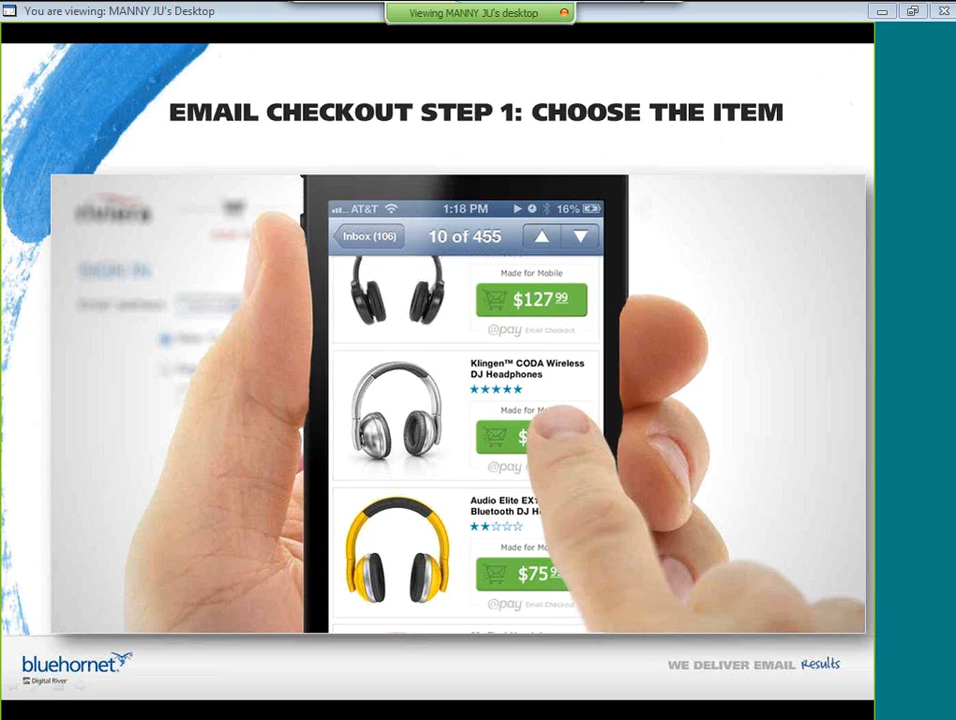 You are viewing: MANNY JU's Desktop
Viewing MANNY JU's desktop
EMAIL CHECKOUT STEP 1: CHOOSE THE ITEM
AT&T 1:18 PM 16%
Inbox (106) 10 of 455
Made for Mobile
$127.99
@pay Email Checkout
Klingen™ CODA Wireless
DJ Headphones
Made for
$
@pay
Audio Elite
Bluetooth DJ
Made for
$75
@pay Email Checkout
bluehornet
Digital River
WE DELIVER EMAIL Results